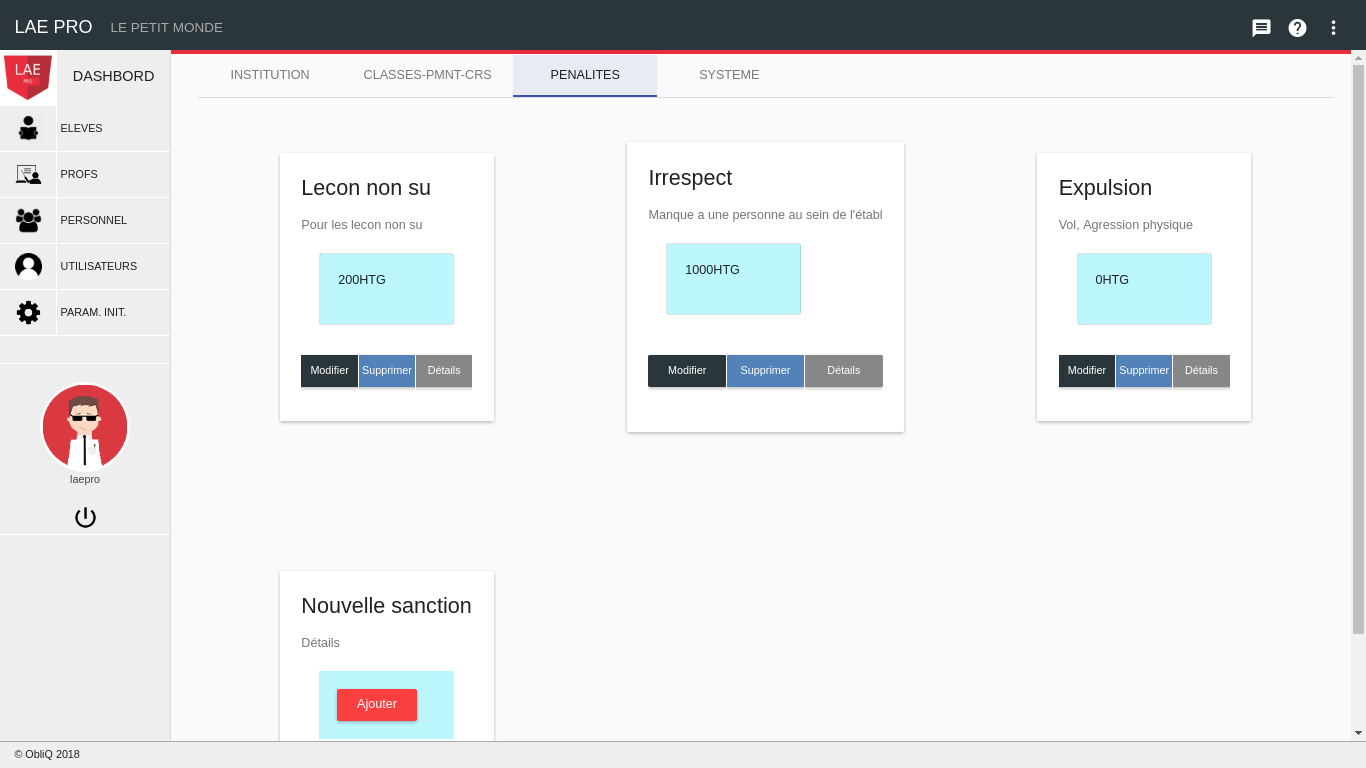 LAE PRO LE PETIT MONDE
LAE
PRO
DASHBORD
INSTITUTION CLASSES-PMNT-CRS PENALITES SYSTEME
ELEVES
PROFS
PERSONNEL
UTILISATEURS
PARAM. INIT.
laepro
Lecon non su
Pour les lecon non su
200HTG
Modifier Supprimer Détails
Irrespect
Manque a une personne au sein de l'établ
1000HTG
Modifier Supprimer Détails
Expulsion
Vol, Agression physique
0HTG
Modifier Supprimer Détails
Nouvelle sanction
Détails
Ajouter
© ObliQ 2018